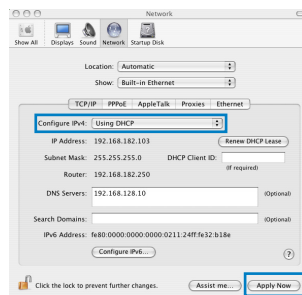 Network
Show All Displays Sound Network Startup Disk
Location: Automatic
Show: Built-in Ethernet
TCP/IP PPPoE AppleTalk Proxies Ethernet
Configure IPv4: Using DHCP
IP Address: 192.168.182.103 Renew DHCP Lease
Subnet Mask: 255.255.255.0 DHCP Client ID:
(If required)
Router: 192.168.182.250
DNS Servers: 192.168.128.10 (Optional)
Search Domains: (Optional)
IPv6 Address: fe80:0000:0000:0000:0211:24ff:fe32:b18e
Configure IPv6... ?
Click the lock to prevent further changes. Assist me... Apply Now